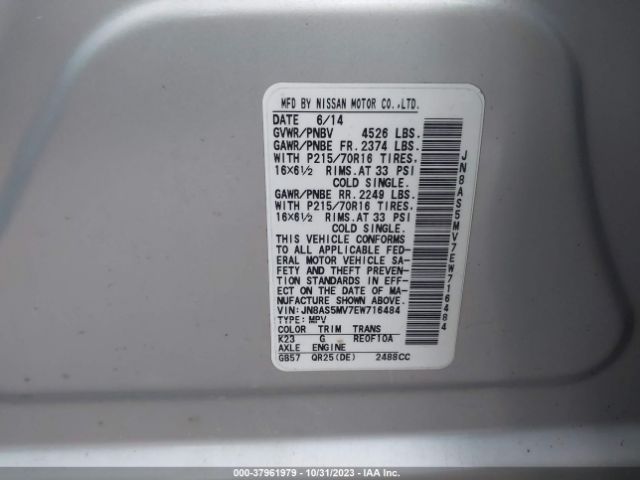 MFD BY NISSAN MOTOR CO.,LTD.
DATE 6/14
GVWR/PNBV 4526 LBS.
GAWR/PNBE FR. 2374 LBS.
WITH P215/70R16 TIRES.
16X6½ RIMS. AT 33 PSI
COLD SINGLE.
GAWR/PNBE RR. 2249 LBS.
WITH P215/70R16 TIRES.
16X6½ RIMS. AT 33 PSI
COLD SINGLE.
THIS VEHICLE CONFORMS
TO ALL APPLICABLE FED-
ERAL MOTOR VEHICLE SA-
FETY AND THEFT PREVEN-
TION STANDARDS IN EFF-
ECT ON THE DATE OF MA-
NUFACTURE SHOWN ABOVE.
VIN: JN8AS5MV7EW716484
TYPE: MPV
COLOR TRIM TRANS
K23 G RE0F10A
AXLE ENGINE
GB57 QR25(DE) 2488CC
JN8AS5MV7EW716484
000-37961979 - 10/31/2023 - IAAI.com